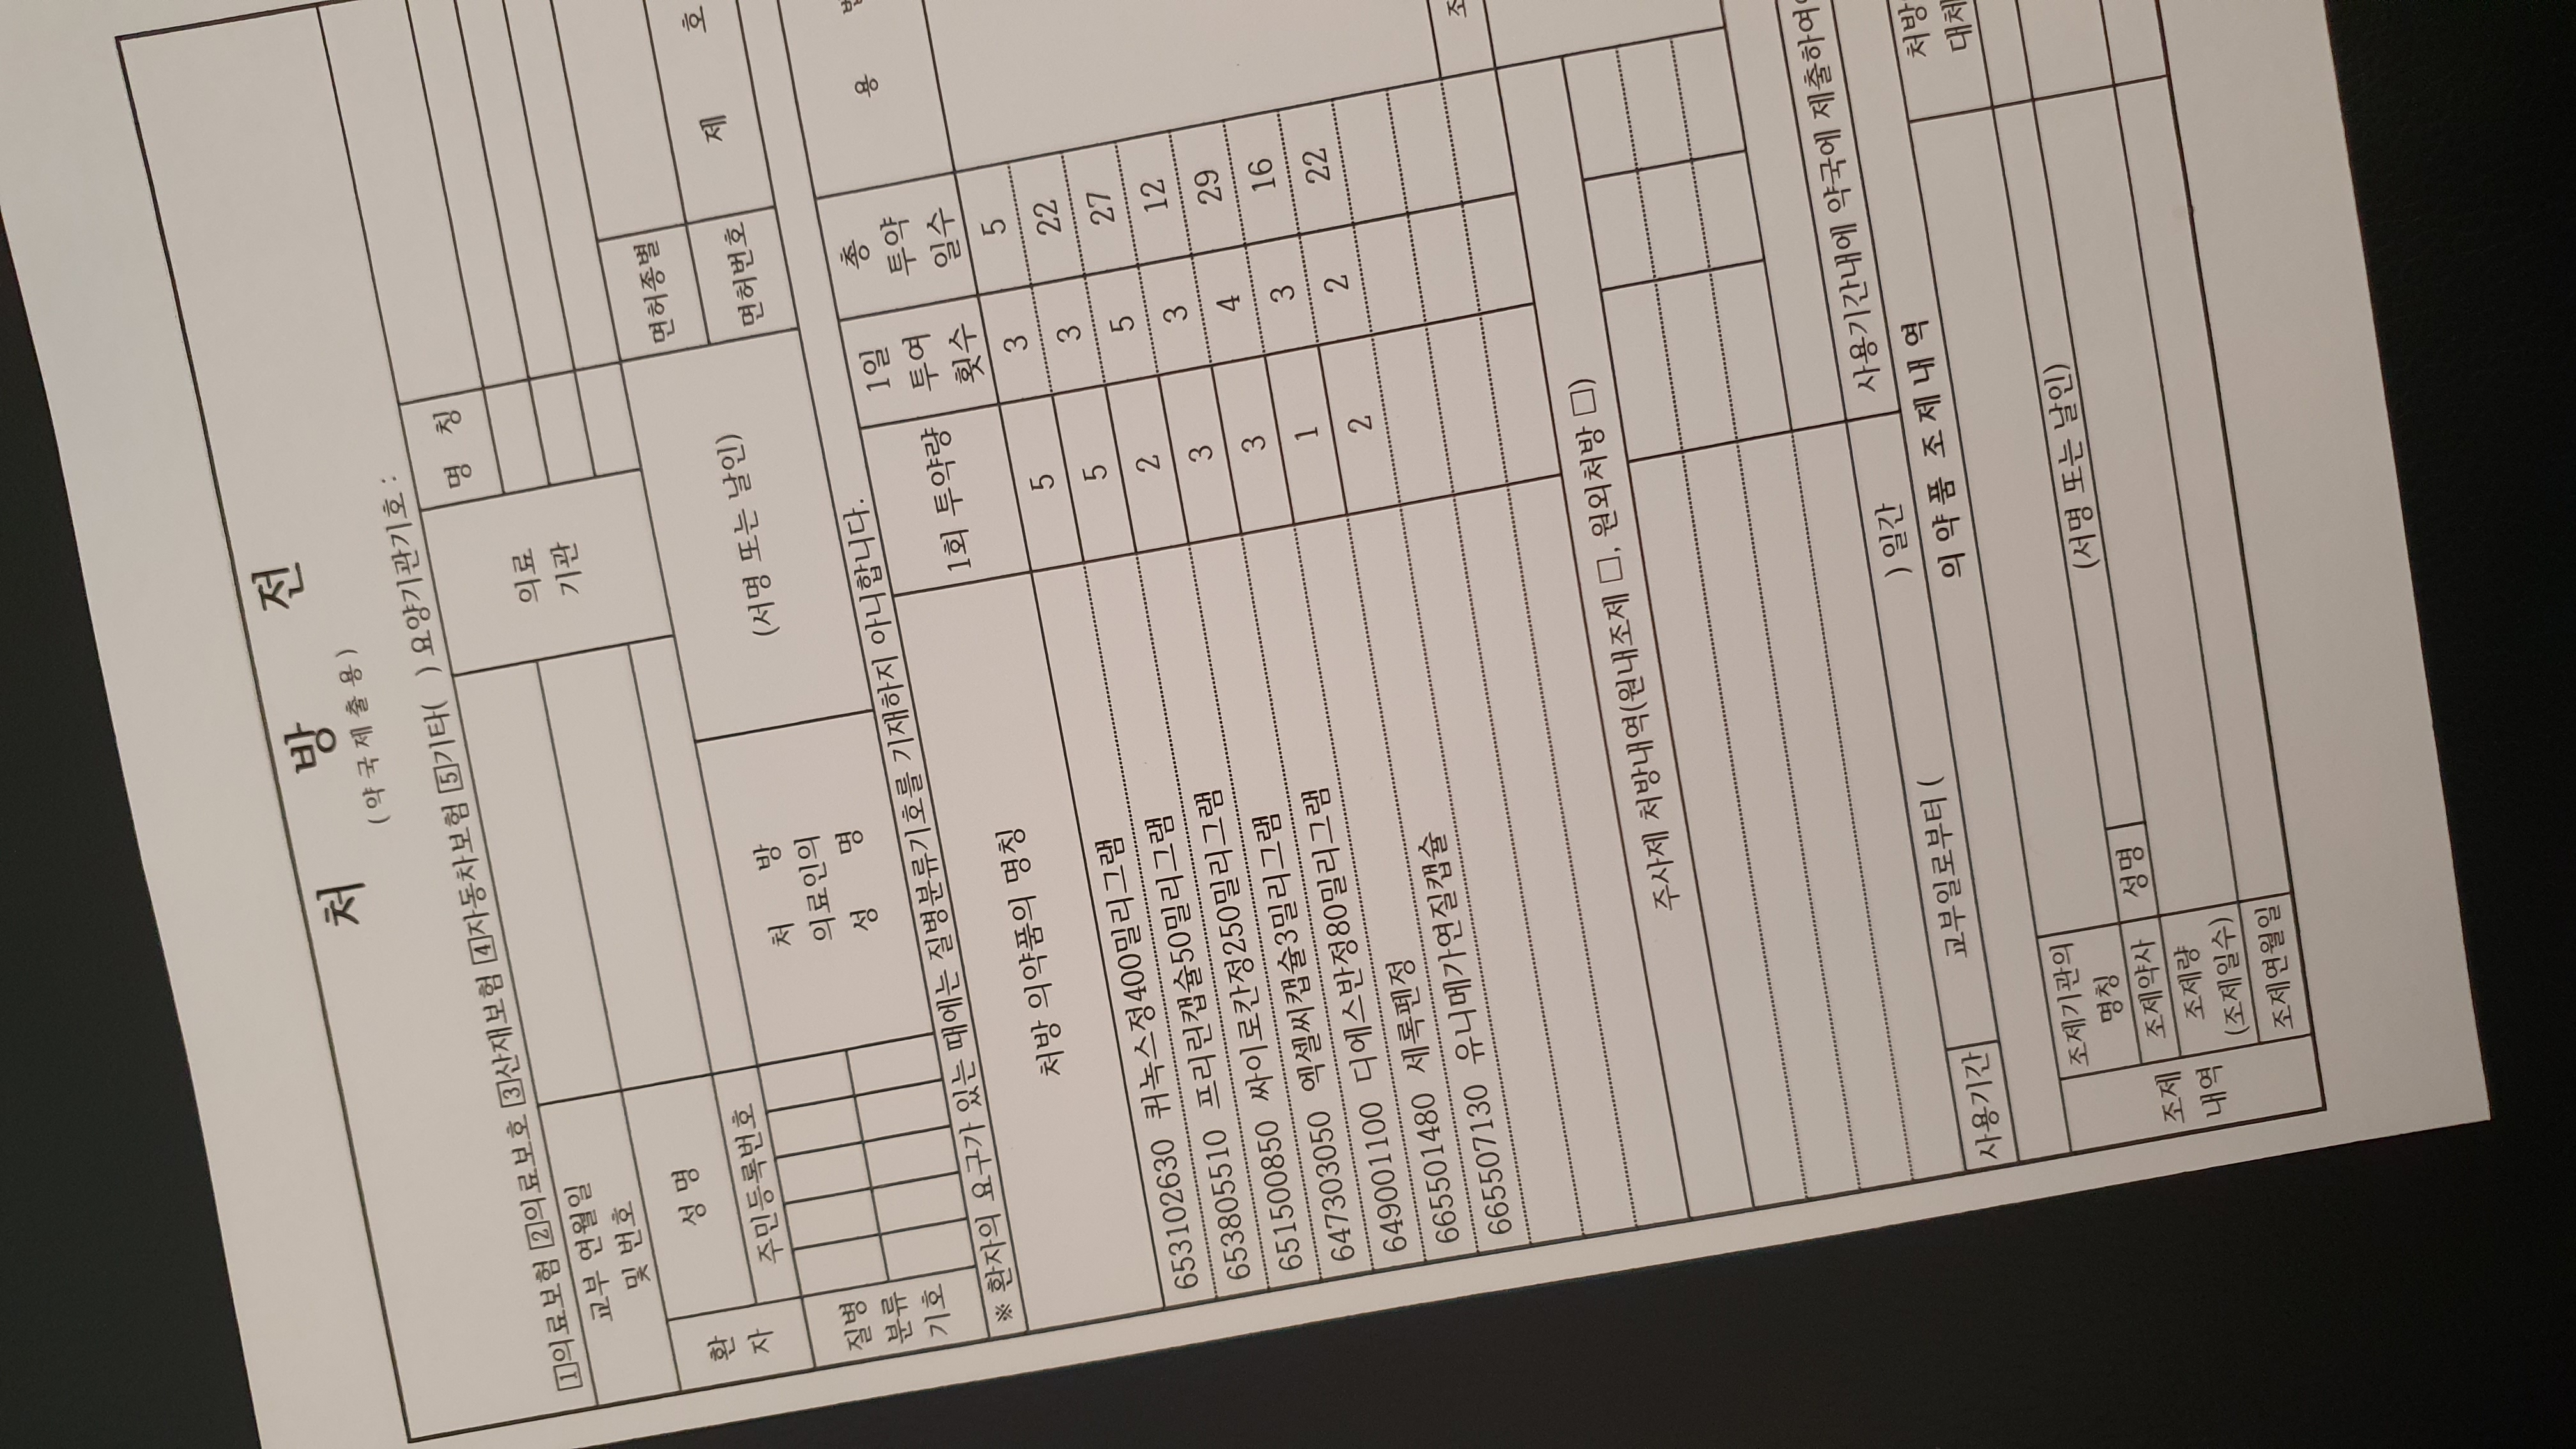 처 방 전
(약국제출용)
1의료보험 2의료보호 3산재보험 4자동차보험 5기타( ) 요양기관기호 :
교부 연월일
및 번호
의료
기관
명 칭
환
자
성 명
주민등록번호
질병
분류
기호
처 방
의료인의
성 명
(서명 또는 날인)
면허종별
면허번호
제 호
※ 환자의 요구가 있는 때에는 질병분류기호를 기재하지 아니합니다.
처방 의약품의 명칭
1회 투약량
1일
투여
횟수
총
투약
일수
용
653102630 퀴녹스정400밀리그램 5 3 5
653805510 프리린캡슐50밀리그램 5 3 22
651500850 싸이로칸정250밀리그램 2 5 27
647303050 엑셀씨캡슐3밀리그램 3 3 12
649001100 디에스반정80밀리그램 3 4 29
665501480 세록펜정 1 3 16
665507130 유니메가연질캡슐 2 2 22
주사제 처방내역(원내조제 □, 원외처방 □)
사용기간
교부일로부터 ( ) 일간
사용기간내에 약국에 제출하여
의 약 품 조 제 내 역
처방
대체
조제
내역
조제기관의
명칭
조제약사
성명
(서명 또는 날인)
조제량
(조제일수)
조제연월일